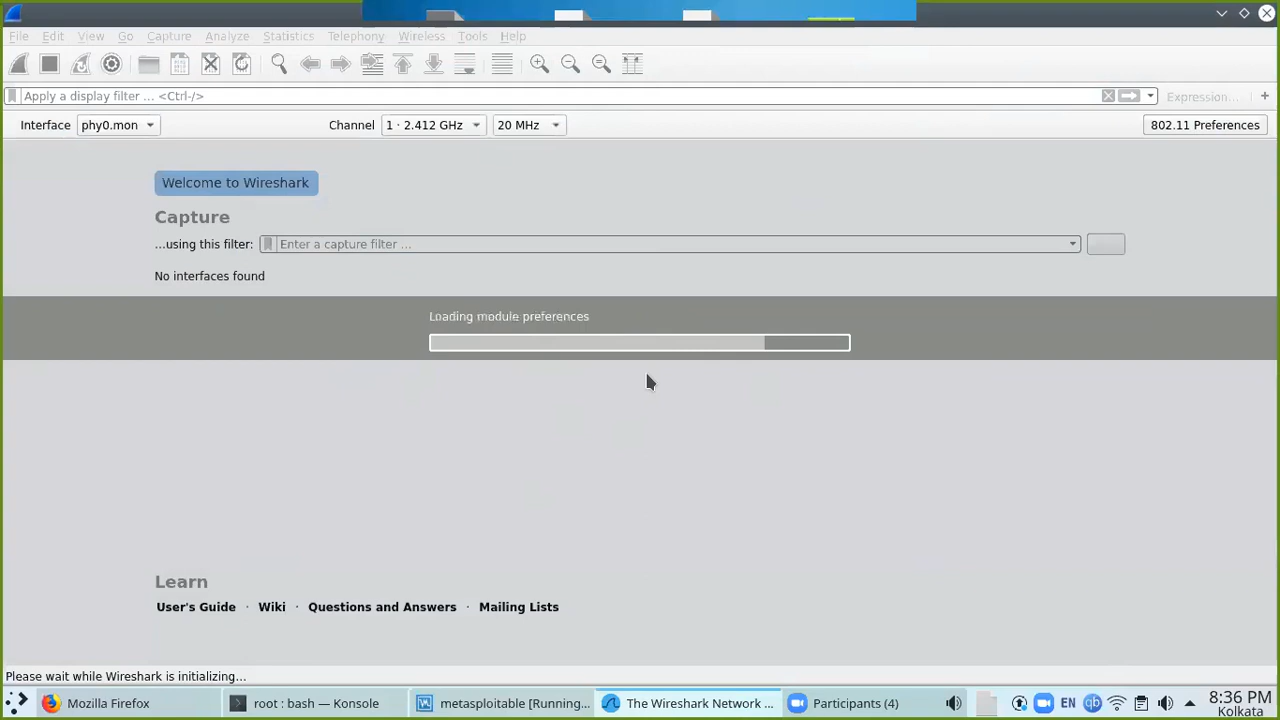 File Edit View Go Capture Analyze Statistics Telephony Wireless Tools Help
Apply a display filter ... <Ctrl-/> Expression... +
Interface phy0.mon Channel 1 · 2.412 GHz 20 MHz 802.11 Preferences
Welcome to Wireshark
Capture
...using this filter: Enter a capture filter ...
No interfaces found
Loading module preferences
Learn
User's Guide · Wiki · Questions and Answers · Mailing Lists
Please wait while Wireshark is initializing...
Mozilla Firefox root : bash — Konsole metasploitable [Running... The Wireshark Network ... Participants (4) EN qb 8:36 PM
Kolkata